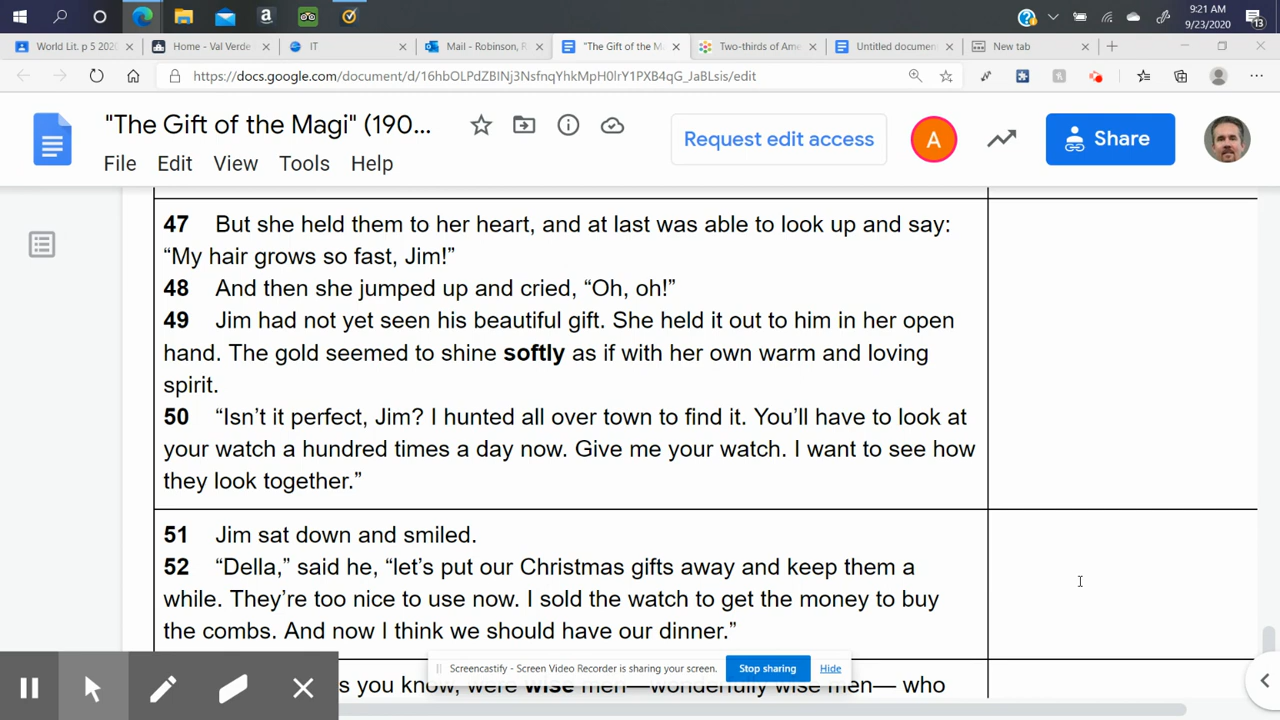 9:21 AM
9/23/2020
13
World Lit. p 5 2020
Home - Val Verde
IT
Mail - Robinson, R
"The Gift of the M
Two-thirds of Ame
Untitled documen
New tab
https://docs.google.com/document/d/16hbOLPdZBINj3NsfnqYhkMpH0lrY1PXB4qG_JaBLsis/edit
"The Gift of the Magi" (190...
Request edit access
A
Share
File Edit View Tools Help
47 But she held them to her heart, and at last was able to look up and say:
“My hair grows so fast, Jim!”
48 And then she jumped up and cried, “Oh, oh!”
49 Jim had not yet seen his beautiful gift. She held it out to him in her open
hand. The gold seemed to shine softly as if with her own warm and loving
spirit.
50 “Isn’t it perfect, Jim? I hunted all over town to find it. You’ll have to look at
your watch a hundred times a day now. Give me your watch. I want to see how
they look together.”
51 Jim sat down and smiled.
52 “Della,” said he, “let’s put our Christmas gifts away and keep them a
while. They’re too nice to use now. I sold the watch to get the money to buy
the combs. And now I think we should have our dinner.”
Screencastify - Screen Video Recorder is sharing your screen. Stop sharing Hide
s you know, were wise men—wonderfully wise men— who